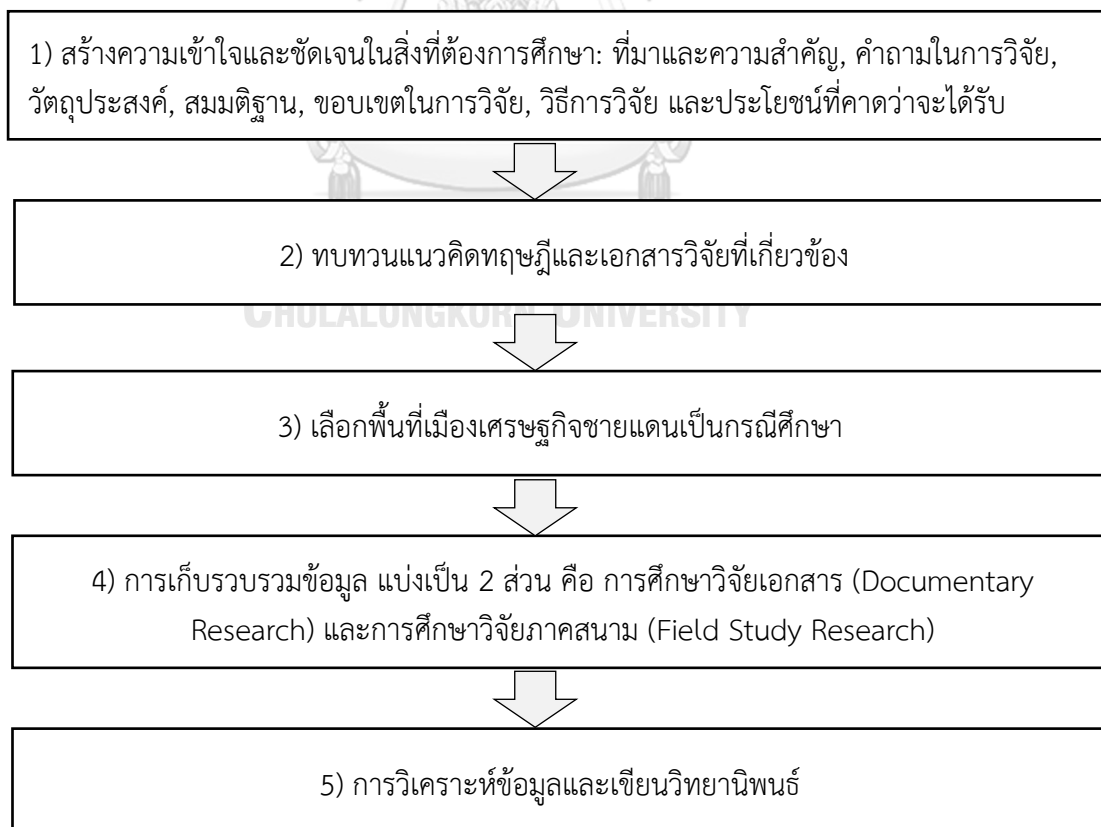 1) สร้างความเข้าใจและชัดเจนในสิ่งที่ต้องการศึกษา: ที่มาและความสำคัญ, คำถามในการวิจัย,
วัตถุประสงค์, สมมติฐาน, ขอบเขตในการวิจัย, วิธีการวิจัย และประโยชน์ที่คาดว่าจะได้รับ
2) ทบทวนแนวคิดทฤษฎีและเอกสารวิจัยที่เกี่ยวข้อง
CHULALONGKORN UNIVERSITY
3) เลือกพื้นที่เมืองเศรษฐกิจชายแดนเป็นกรณีศึกษา
4) การเก็บรวบรวมข้อมูล แบ่งเป็น 2 ส่วน คือ การศึกษาวิจัยเอกสาร (Documentary
Research) และการศึกษาวิจัยภาคสนาม (Field Study Research)
5) การวิเคราะห์ข้อมูลและเขียนวิทยานิพนธ์